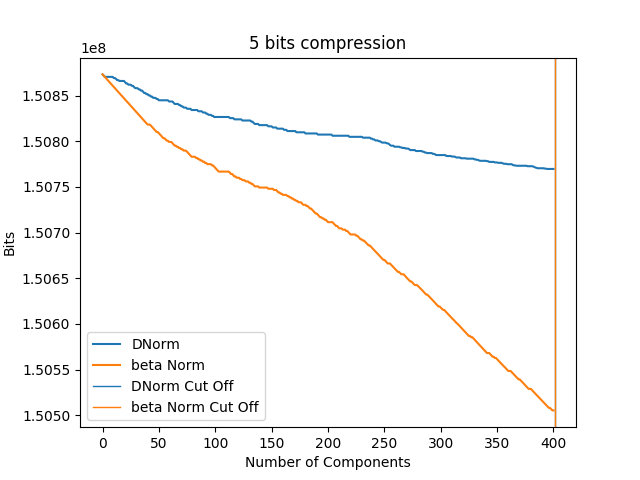 5 bits compression
1e8
1.5085
1.5080
1.5075
1.5070
1.5065
1.5060
1.5055
1.5050
Bits
DNorm
beta Norm
DNorm Cut Off
beta Norm Cut Off
0 50 100 150 200 250 300 350 400
Number of Components